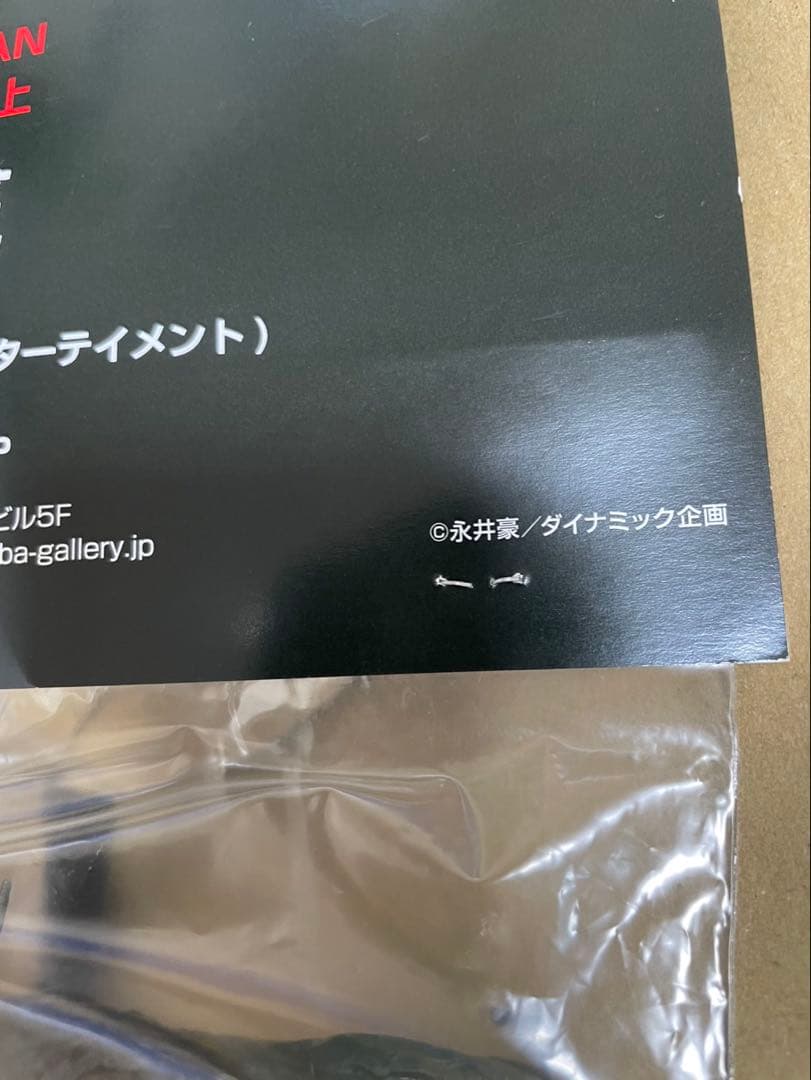 AN
上
ターテイメント）
ビル5F
ba-gallery.jp
©永井豪／ダイナミック企画